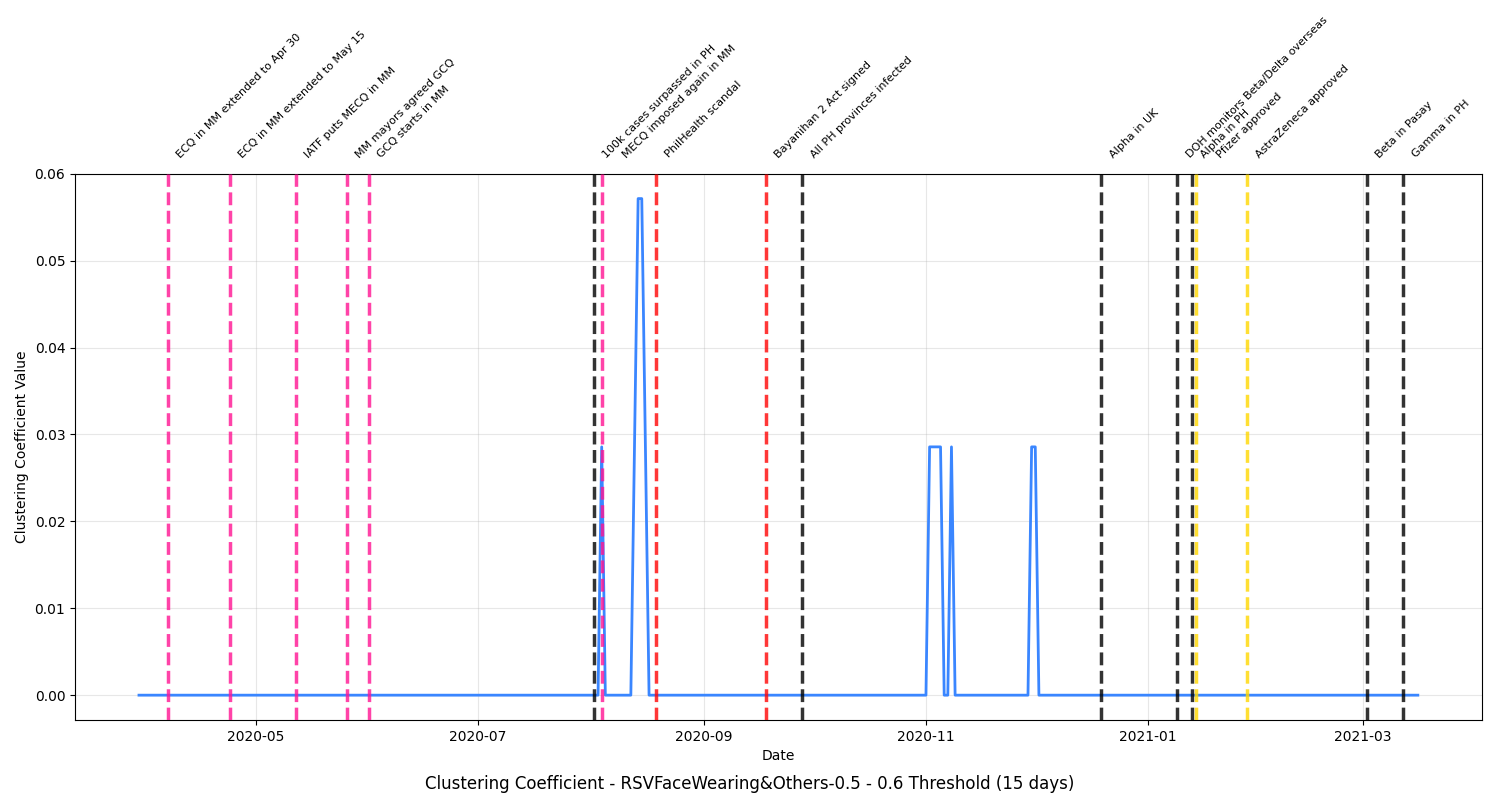 ECQ in MM extended to Apr 30
ECQ in MM extended to May 15
IATF puts MECQ in MM
MM mayors agreed GCQ
GCQ starts in MM
100k cases surpassed in PH
MECQ imposed again in MM
PhilHealth scandal
Bayanihan 2 Act signed
All PH provinces infected
Alpha in UK
DOH monitors Beta/Delta overseas
Alpha in PH
Pfizer approved
AstraZeneca approved
Beta in Pasay
Gamma in PH
0.06
0.05
0.04
0.03
0.02
0.01
0.00
Clustering Coefficient Value
2020-05
2020-07
2020-09
2020-11
2021-01
2021-03
Date
Clustering Coefficient - RSVFaceWearing&Others-0.5 - 0.6 Threshold (15 days)